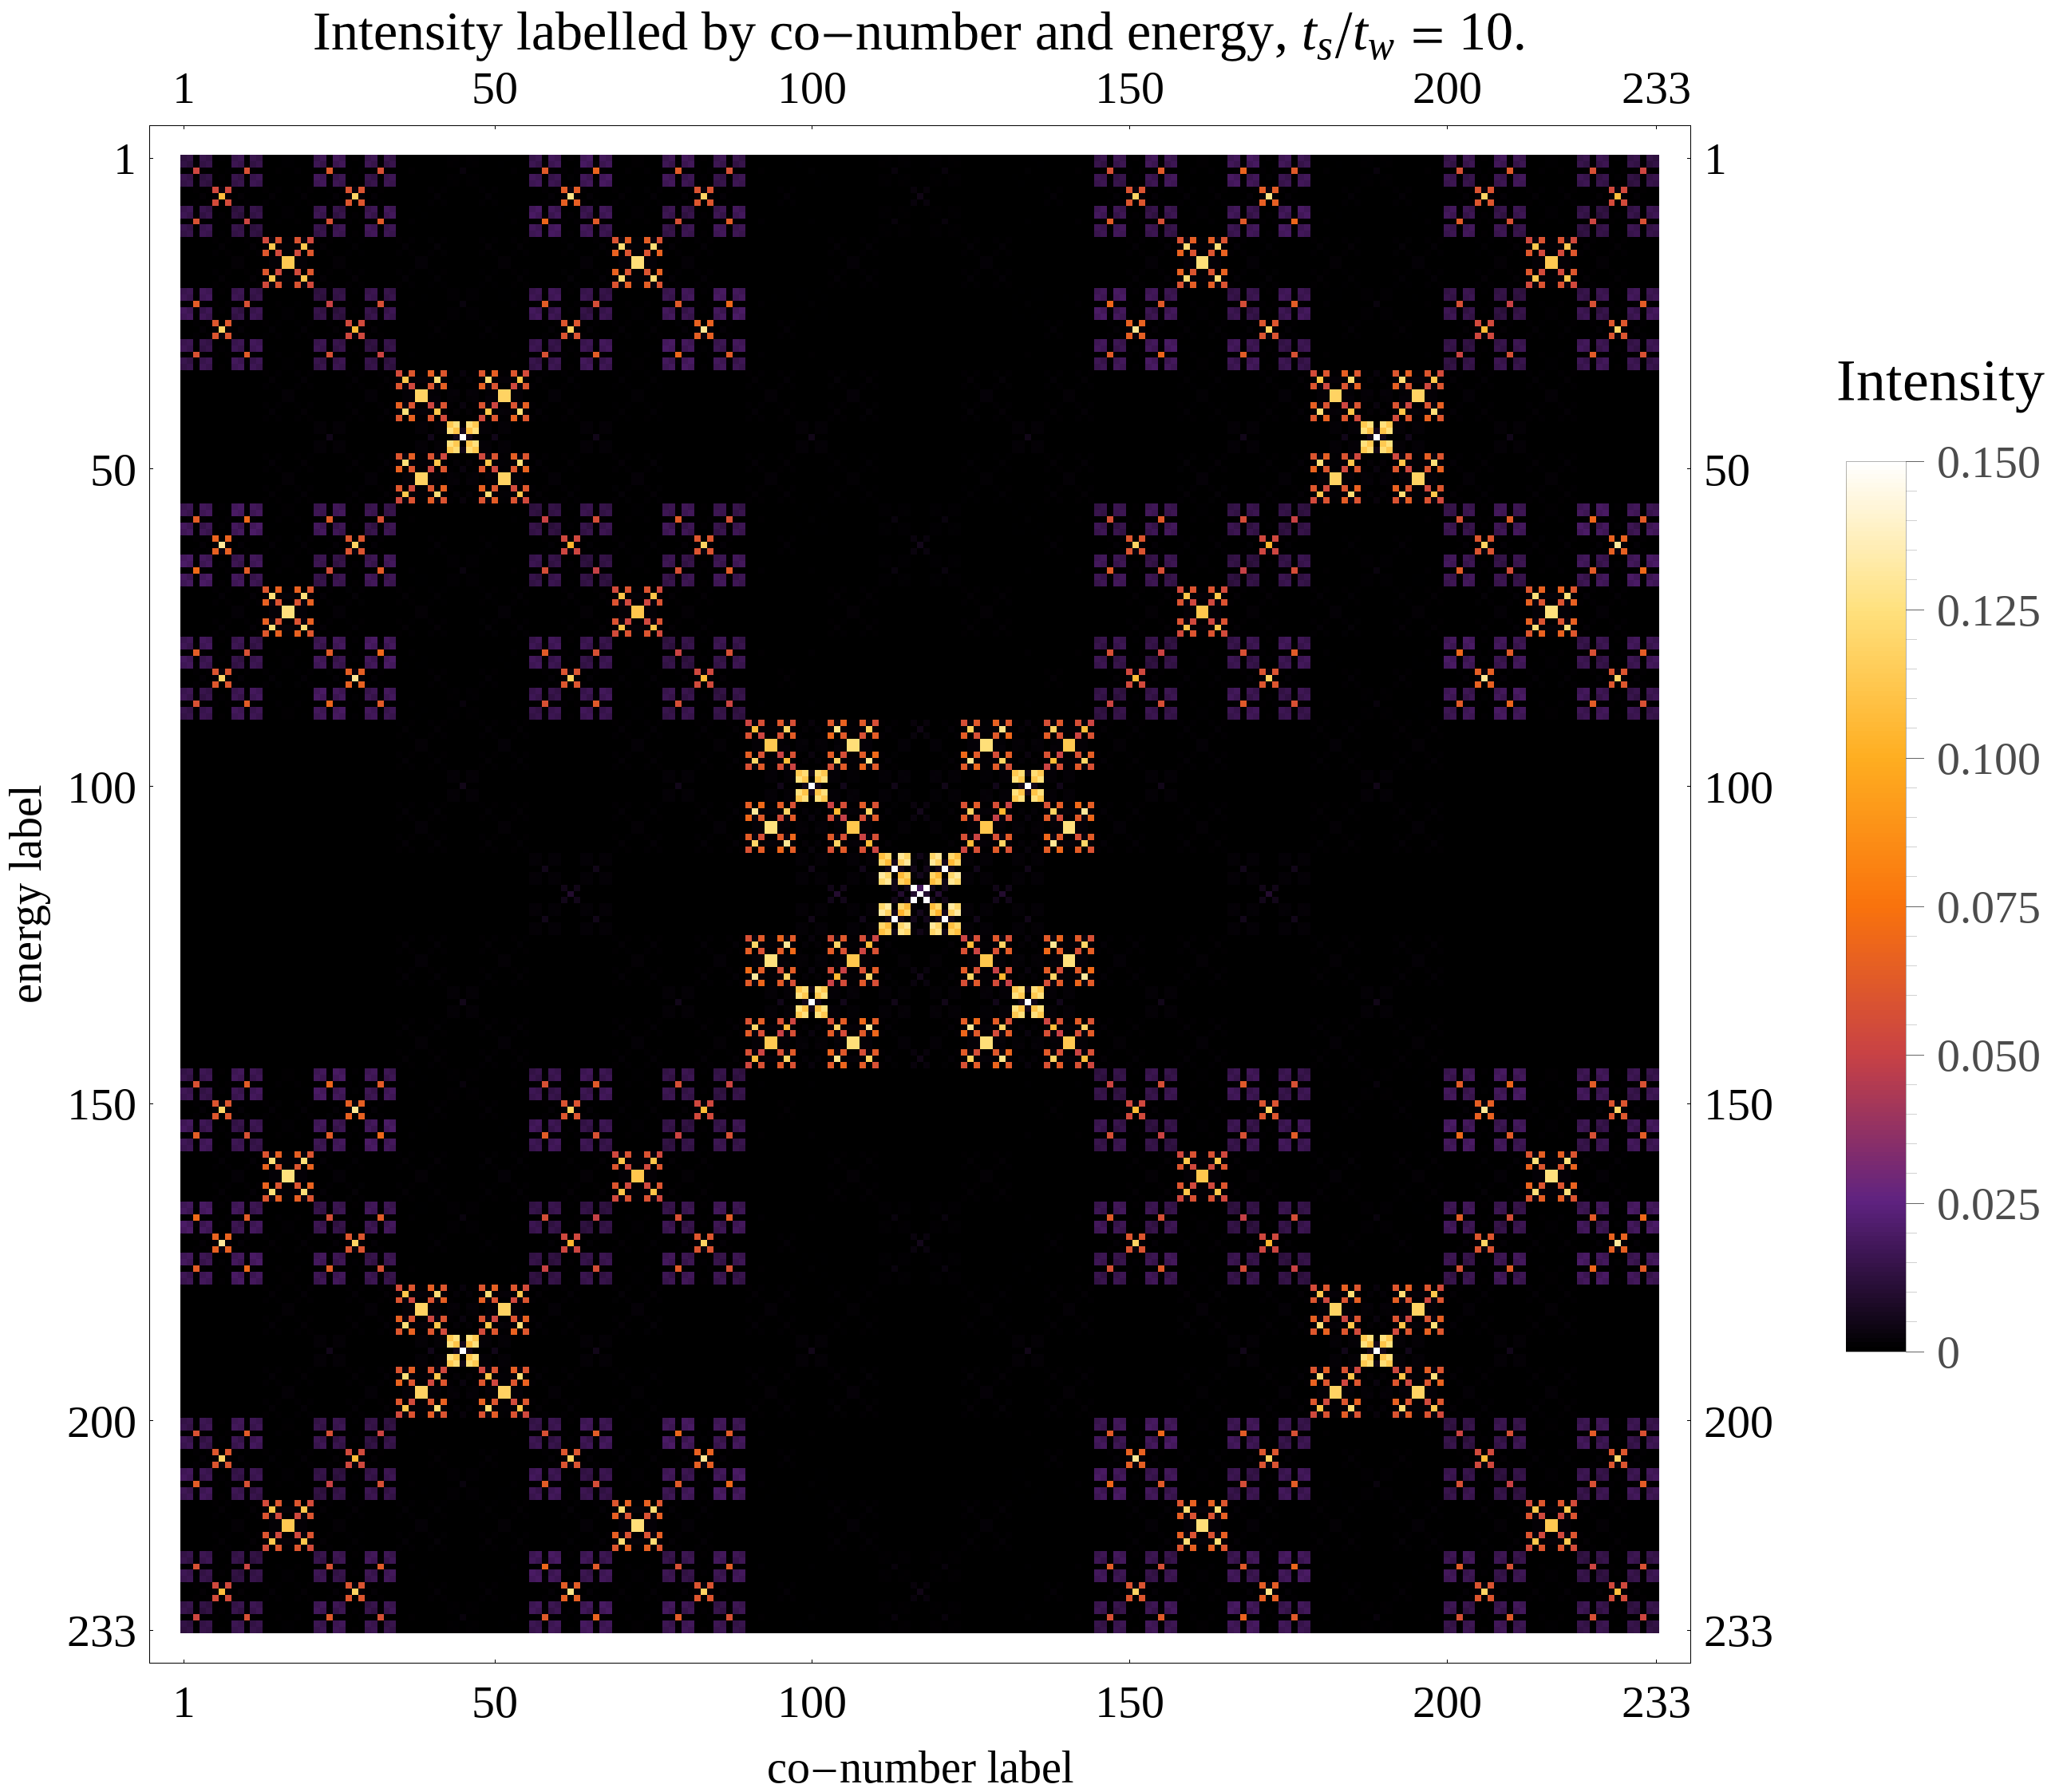 Intensity labelled by co−number and energy, ts/tw = 10.
1 50 100 150 200 233
1 1
50 50
100 100
150 150
200 200
233 233
energy label
1 50 100 150 200 233
co−number label
Intensity
0.150
0.125
0.100
0.075
0.050
0.025
0